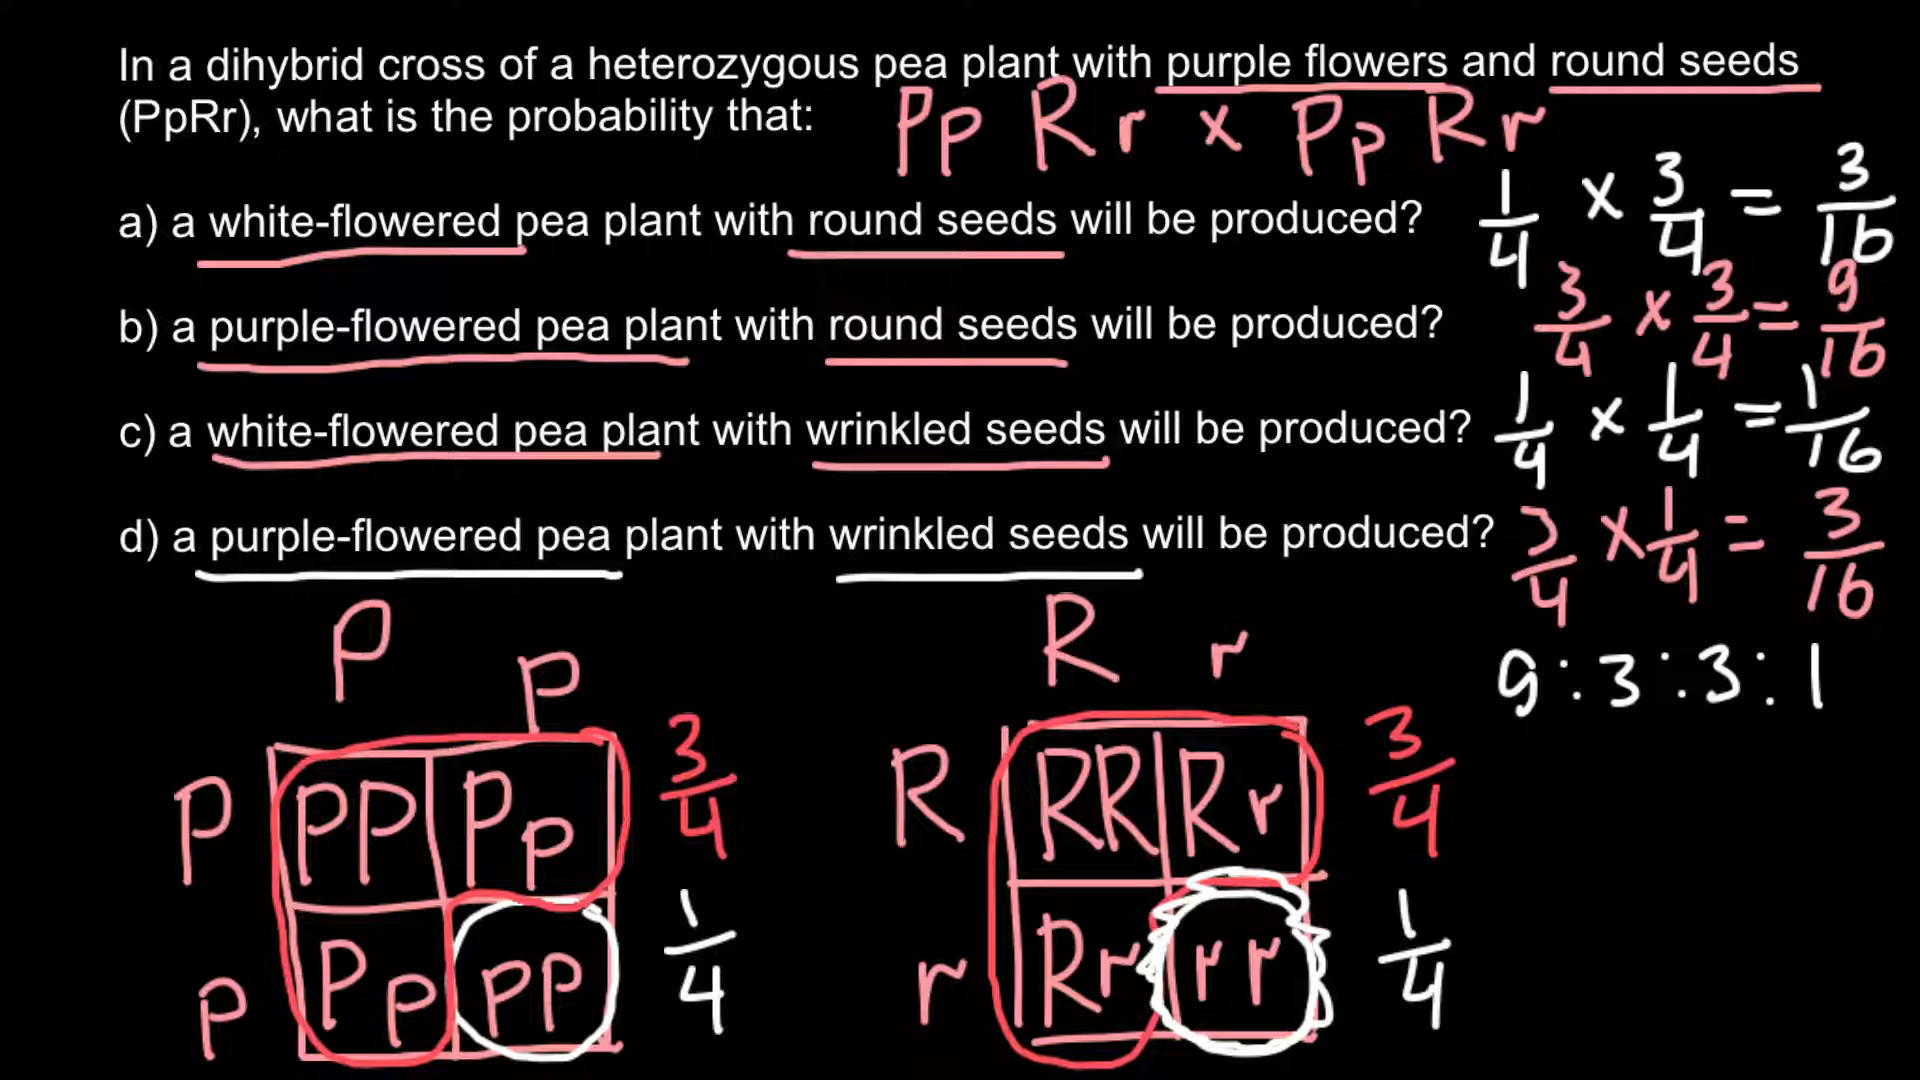 In a dihybrid cross of a heterozygous pea plant with purple flowers and round seeds
(PpRr), what is the probability that:
Pp Rr x Pp Rr
a) a white-flowered pea plant with round seeds will be produced?
1/4 x 3/4 = 3/16
b) a purple-flowered pea plant with round seeds will be produced?
3/4 x 3/4 = 9/16
c) a white-flowered pea plant with wrinkled seeds will be produced?
1/4 x 1/4 = 1/16
d) a purple-flowered pea plant with wrinkled seeds will be produced?
3/4 x 1/4 = 3/16
9:3:3:1
P p
P PP Pp 3/4
p Pp pp 1/4
R r
R RR Rr 3/4
r Rr rr 1/4